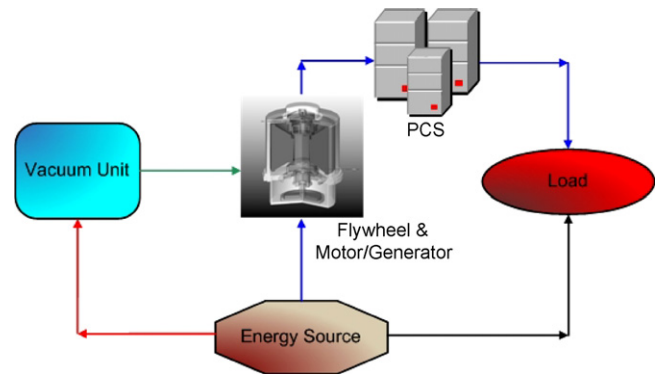 PCS
Vacuum Unit
Load
Flywheel &
Motor/Generator
Energy Source